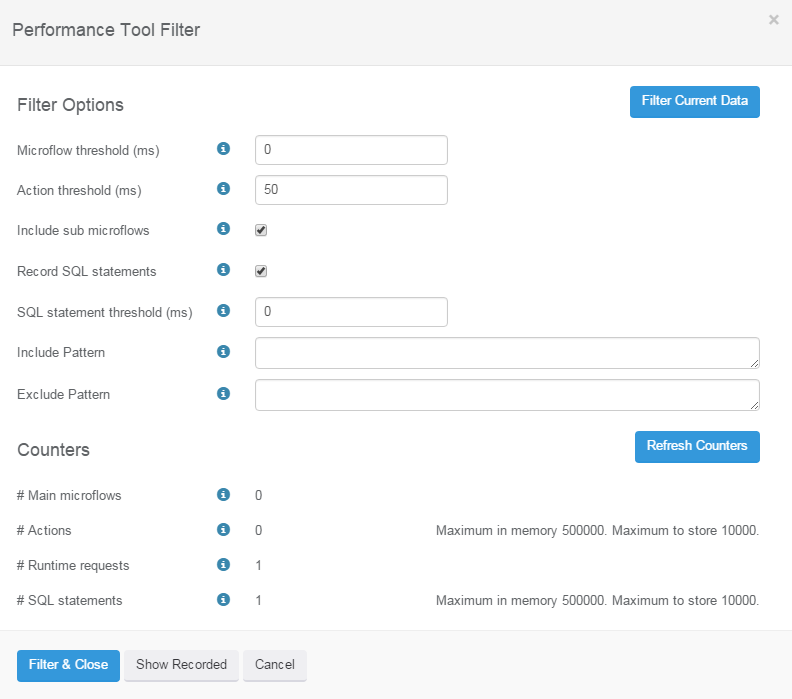 Performance Tool Filter
×
Filter Options
Filter Current Data
Microflow threshold (ms) 0
Action threshold (ms) 50
Include sub microflows
Record SQL statements
SQL statement threshold (ms) 0
Include Pattern
Exclude Pattern
Counters
Refresh Counters
# Main microflows 0
# Actions 0 Maximum in memory 500000. Maximum to store 10000.
# Runtime requests 1
# SQL statements 1 Maximum in memory 500000. Maximum to store 10000.
Filter & Close Show Recorded Cancel